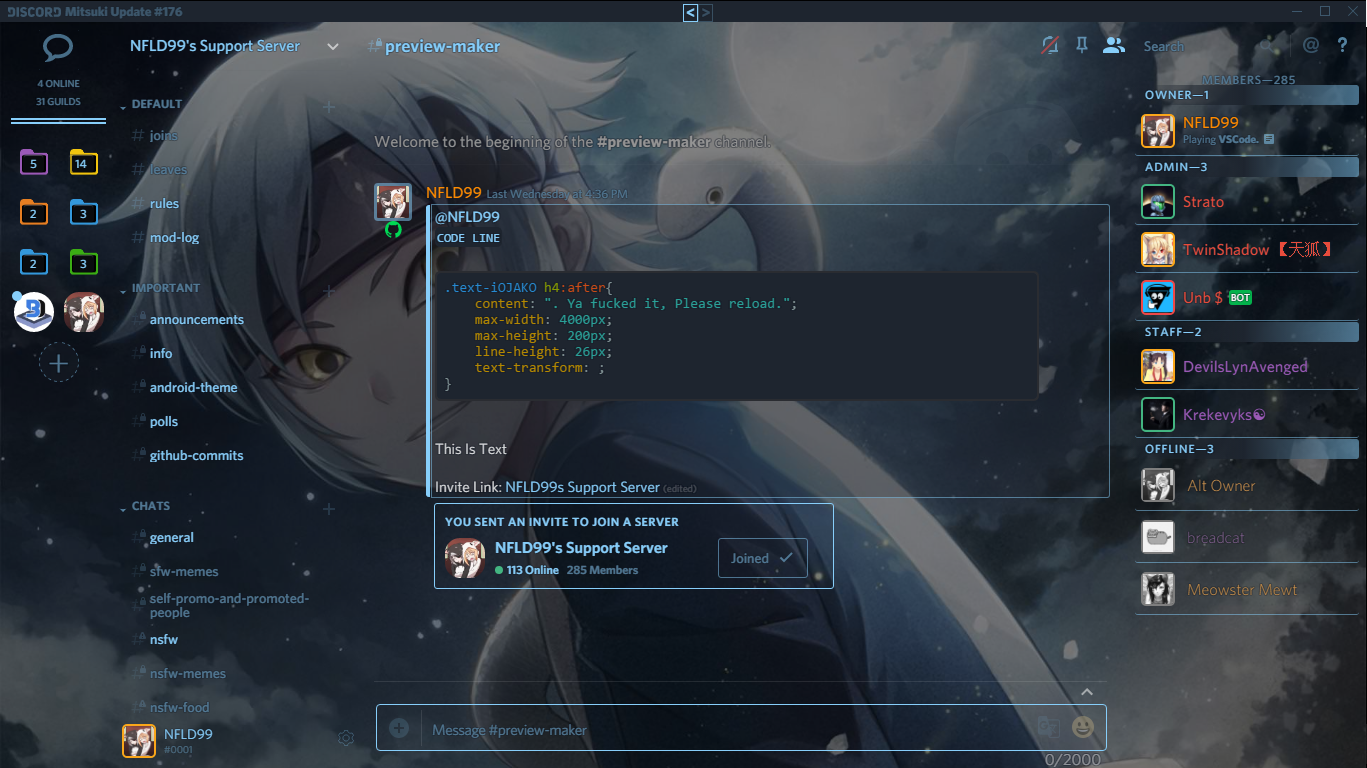 DISCORD Mitsuki Update #176
< >
4 ONLINE
31 GUILDS
5
14
2
3
2
3
NFLD99's Support Server
DEFAULT
# joins
# leaves
# rules
# mod-log
IMPORTANT
announcements
info
android-theme
polls
github-commits
CHATS
general
sfw-memes
self-promo-and-promoted-
people
nsfw
nsfw-memes
nsfw-food
NFLD99
#0001
#preview-maker
Search
@ ?
Welcome to the beginning of the #preview-maker channel.
NFLD99 Last Wednesday at 4:36 PM
@NFLD99
CODE LINE
.text-iOJAKO h4:after{
content: ". Ya fucked it, Please reload.";
max-width: 4000px;
max-height: 200px;
line-height: 26px;
text-transform: ;
}
This Is Text
Invite Link: NFLD99s Support Server (edited)
YOU SENT AN INVITE TO JOIN A SERVER
NFLD99's Support Server
113 Online 285 Members
Joined
Message #preview-maker
0/2000
MEMBERS—285
OWNER—1
NFLD99
Playing VSCode.
ADMIN—3
Strato
TwinShadow【天狐】
Unb $ BOT
STAFF—2
DevilsLynAvenged
Krekevyks☯
OFFLINE—3
Alt Owner
breadcat
Meowster Mewt